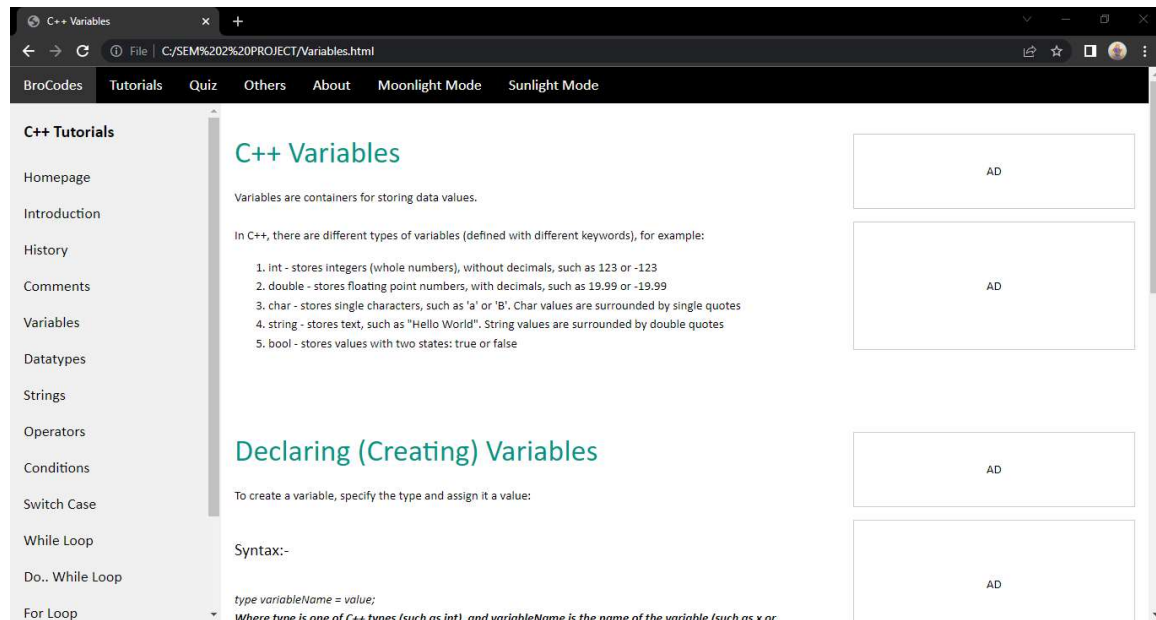 C++ Variables
File | C:/SEM%202%20PROJECT/Variables.html
BroCodes Tutorials Quiz Others About Moonlight Mode Sunlight Mode
C++ Tutorials
Homepage
Introduction
History
Comments
Variables
Datatypes
Strings
Operators
Conditions
Switch Case
While Loop
Do.. While Loop
For Loop
C++ Variables
Variables are containers for storing data values.
In C++, there are different types of variables (defined with different keywords), for example:
1. int - stores integers (whole numbers), without decimals, such as 123 or -123
2. double - stores floating point numbers, with decimals, such as 19.99 or -19.99
3. char - stores single characters, such as 'a' or 'B'. Char values are surrounded by single quotes
4. string - stores text, such as "Hello World". String values are surrounded by double quotes
5. bool - stores values with two states: true or false
Declaring (Creating) Variables
To create a variable, specify the type and assign it a value:
Syntax:-
type variableName = value;
Where type is one of C++ types (such as int), and variableName is the name of the variable (such as x or
AD
AD
AD
AD